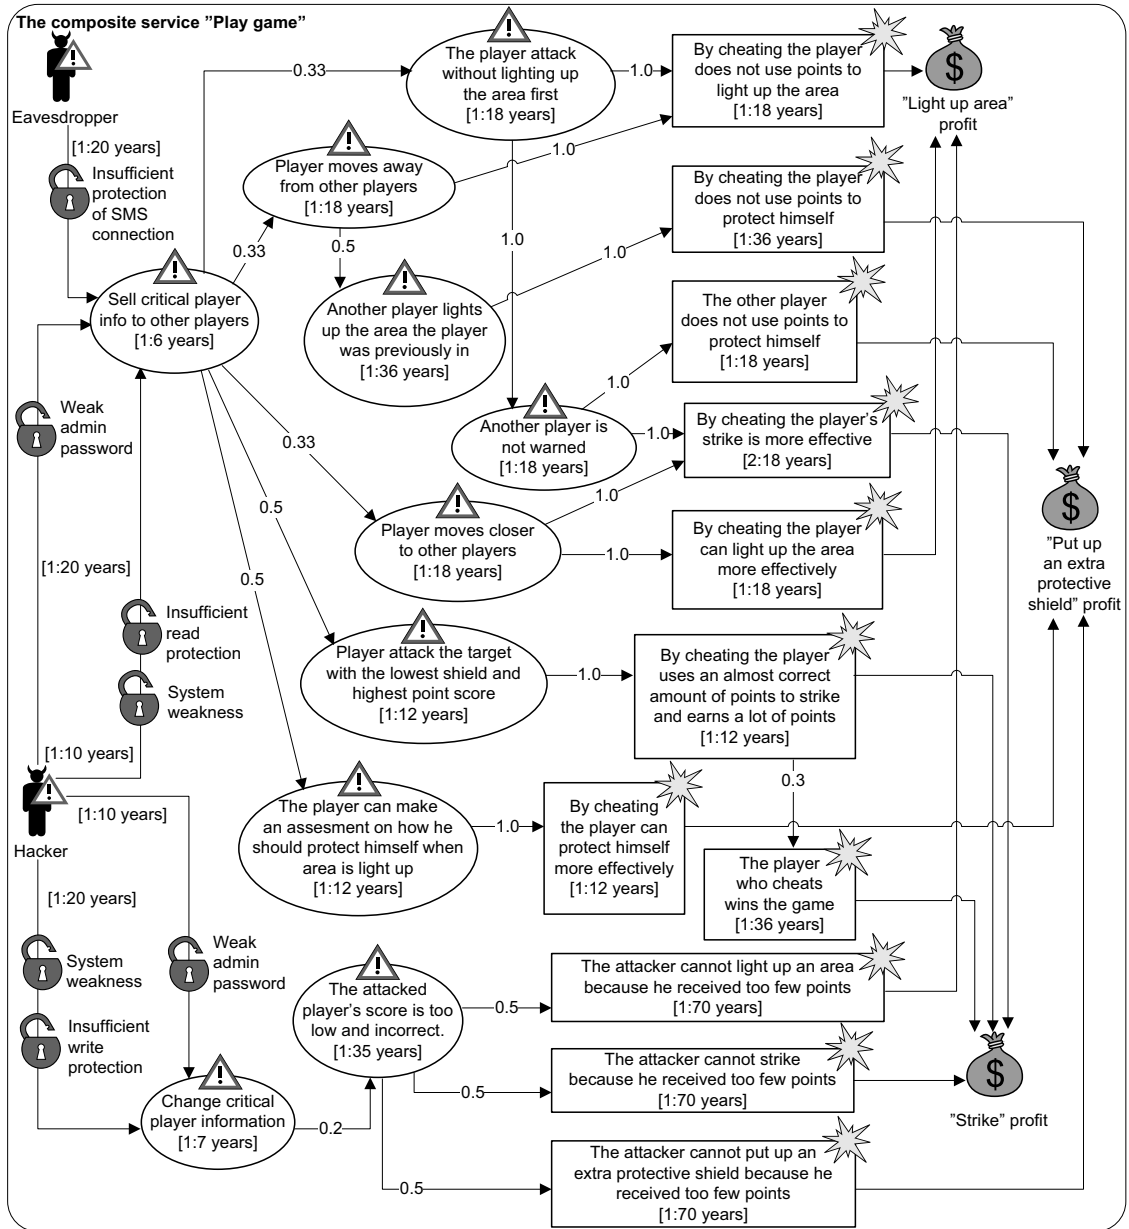 The composite service ”Play game”
Eavesdropper
[1:20 years]
Insufficient
protection
of SMS
connection
0.33
The player attack
without lighting up
the area first
[1:18 years]
1.0
By cheating the player
does not use points to
light up the area
[1:18 years]
”Light up area”
profit
Player moves away
from other players
[1:18 years]
1.0
0.33
0.5
1.0
By cheating the player
does not use points to
protect himself
[1:36 years]
1.0
Sell critical player
info to other players
[1:6 years]
Another player lights
up the area the player
was previously in
[1:36 years]
The other player
does not use points to
protect himself
[1:18 years]
1.0
Weak
admin
password
0.33
Another player is
not warned
[1:18 years]
1.0
By cheating the player’s
strike is more effective
[2:18 years]
1.0
0.5
Player moves closer
to other players
[1:18 years]
1.0
By cheating the player
can light up the area
more effectively
[1:18 years]
”Put up
an extra
protective
shield” profit
[1:20 years]
0.5
Insufficient
read
protection
System
weakness
[1:10 years]
Player attack the target
with the lowest shield and
highest point score
[1:12 years]
1.0
By cheating the player
uses an almost correct
amount of points to strike
and earns a lot of points
[1:12 years]
0.3
Hacker
[1:10 years]
The player can make
an assesment on how he
should protect himself when
area is light up
[1:12 years]
1.0
By cheating
the player can
protect himself
more effectively
[1:12 years]
The player
who cheats
wins the game
[1:36 years]
[1:20 years]
System
weakness
Weak
admin
password
Insufficient
write
protection
The attacked
player’s score is too
low and incorrect.
[1:35 years]
0.5
The attacker cannot light up an area
because he received too few points
[1:70 years]
0.5
The attacker cannot strike
because he received too few points
[1:70 years]
”Strike” profit
Change critical
player information
[1:7 years]
0.2
0.5
The attacker cannot put up an
extra protective shield because he
received too few points
[1:70 years]